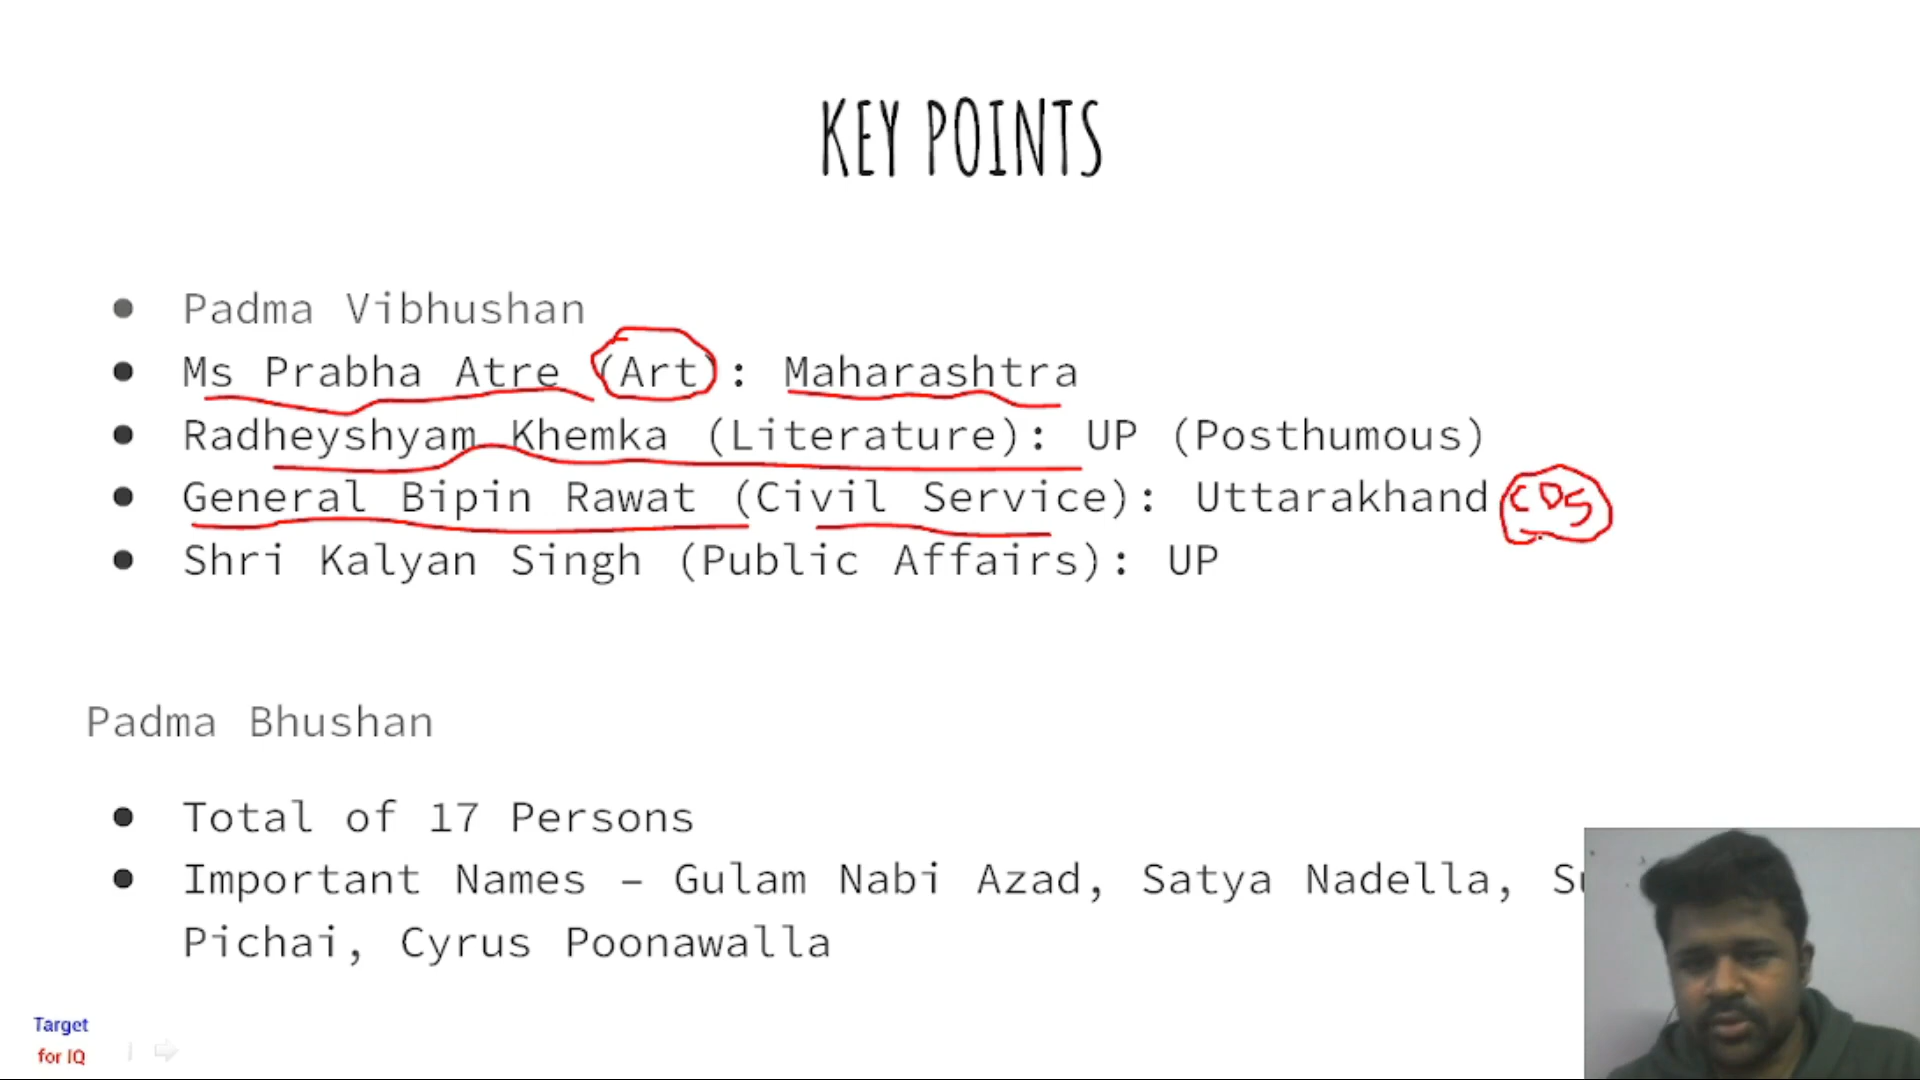 KEY POINTS
Padma Vibhushan
Ms Prabha Atre (Art): Maharashtra
Radheyshyam Khemka (Literature): UP (Posthumous)
General Bipin Rawat (Civil Service): Uttarakhand CDS
Shri Kalyan Singh (Public Affairs): UP
Padma Bhushan
Total of 17 Persons
Important Names – Gulam Nabi Azad, Satya Nadella,
Pichai, Cyrus Poonawalla
Target
for IQ